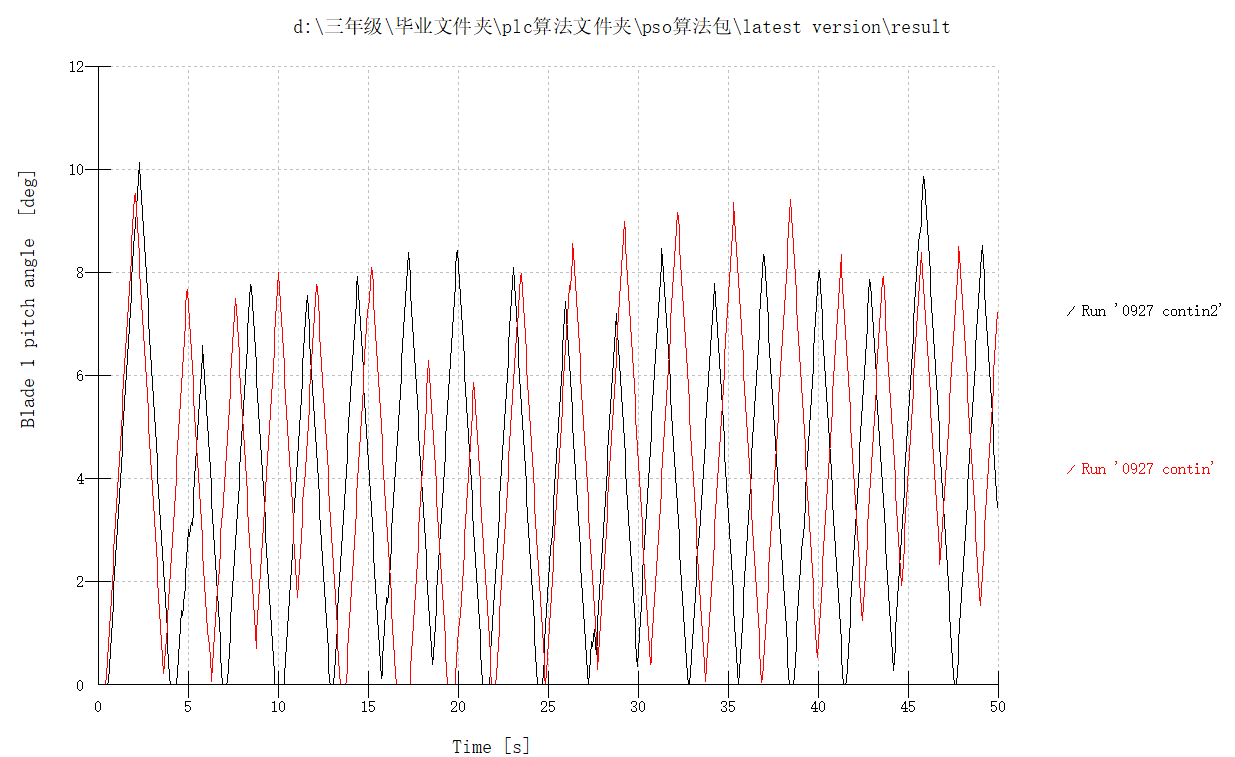 d:\三年级\毕业文件夹\plc算法文件夹\pso算法包\latest version\result
12
10
8
6
4
2
0
Blade 1 pitch angle [deg]
0 5 10 15 20 25 30 35 40 45 50
Time [s]
Run '0927 contin2'
Run '0927 contin'